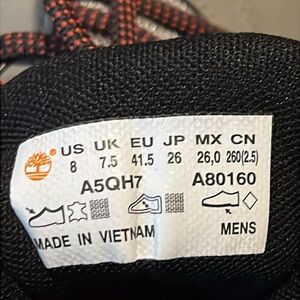 US UK EU JP MX CN
8 7.5 41.5 26 26,0 260(2.5)
A5QH7 A80160
MADE IN VIETNAM MENS